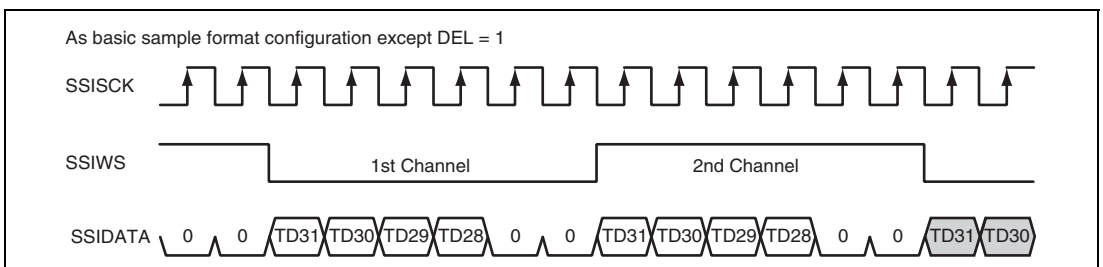 As basic sample format configuration except DEL = 1
SSISCK
SSIWS 1st Channel 2nd Channel
SSIDATA 0 0 TD31 TD30 TD29 TD28 0 0 TD31 TD30 TD29 TD28 0 0 TD31 TD30